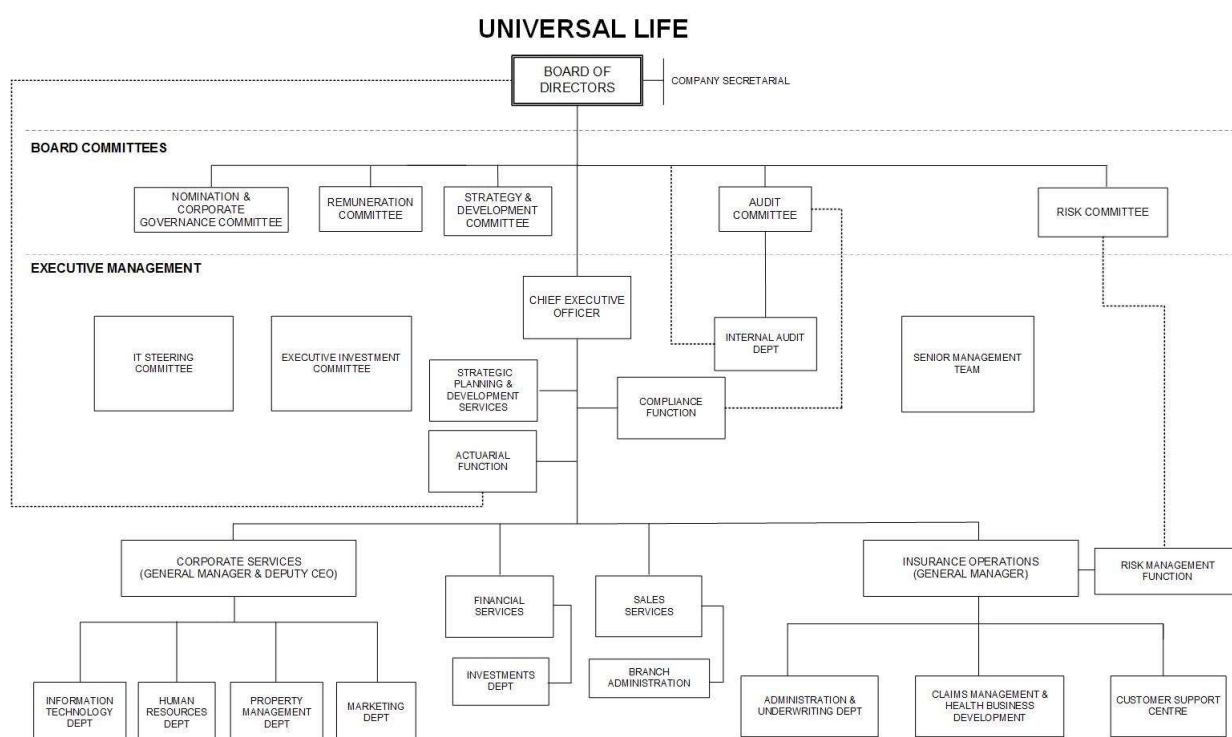 UNIVERSAL LIFE
BOARD OF
DIRECTORS
COMPANY SECRETARIAL
BOARD COMMITTEES
NOMINATION &
CORPORATE
GOVERNANCE COMMITTEE
REMUNERATION
COMMITTEE
STRATEGY &
DEVELOPMENT
COMMITTEE
AUDIT
COMMITTEE
RISK COMMITTEE
EXECUTIVE MANAGEMENT
CHIEF EXECUTIVE
OFFICER
IT STEERING
COMMITTEE
EXECUTIVE INVESTMENT
COMMITTEE
INTERNAL AUDIT
DEPT
SENIOR MANAGEMENT
TEAM
STRATEGIC
PLANNING &
DEVELOPMENT
SERVICES
COMPLIANCE
FUNCTION
ACTUARIAL
FUNCTION
CORPORATE SERVICES
(GENERAL MANAGER & DEPUTY CEO)
FINANCIAL
SERVICES
SALES
SERVICES
INSURANCE OPERATIONS
(GENERAL MANAGER)
RISK MANAGEMENT
FUNCTION
INVESTMENTS
DEPT
BRANCH
ADMINISTRATION
INFORMATION
TECHNOLOGY DEPT
HUMAN
RESOURCES
DEPT
PROPERTY
MANAGEMENT
DEPT
MARKETING
DEPT
ADMINISTRATION &
UNDERWRITING DEPT
CLAIMS MANAGEMENT &
HEALTH BUSINESS
DEVELOPMENT
CUSTOMER SUPPORT
CENTRE